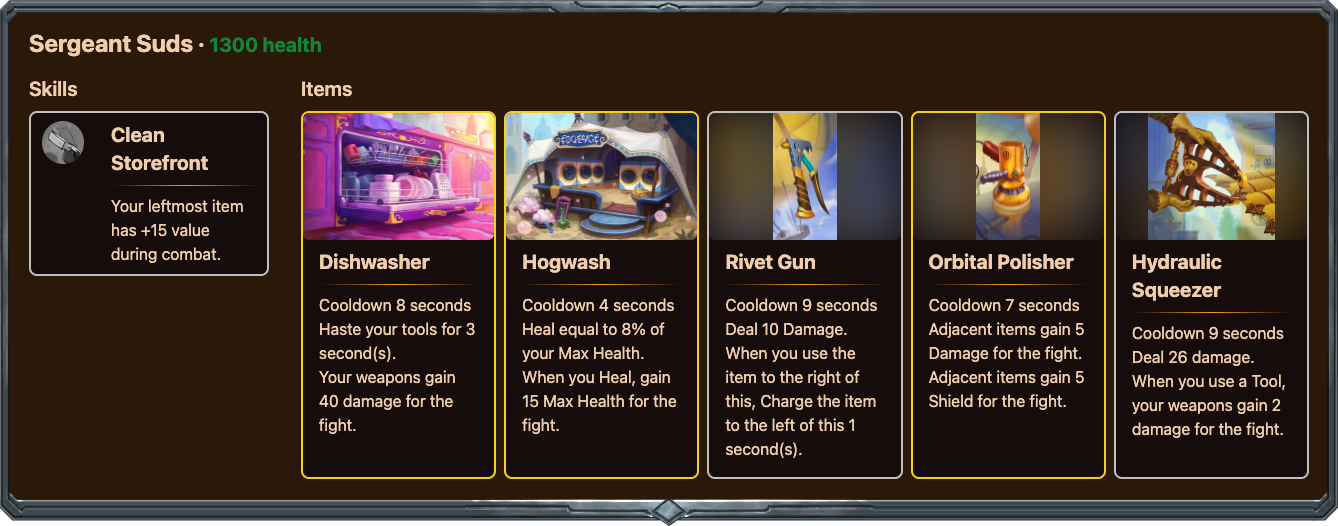 Sergeant Suds · 1300 health
Skills
Clean
Storefront
Your leftmost item
has +15 value
during combat.
Items
Dishwasher
Cooldown 8 seconds
Haste your tools for 3
second(s).
Your weapons gain
40 damage for the
fight.
Hogwash
Cooldown 4 seconds
Heal equal to 8% of
your Max Health.
When you Heal, gain
15 Max Health for the
fight.
Rivet Gun
Cooldown 9 seconds
Deal 10 Damage.
When you use the
item to the right of
this, Charge the item
to the left of this 1
second(s).
Orbital Polisher
Cooldown 7 seconds
Adjacent items gain 5
Damage for the fight.
Adjacent items gain 5
Shield for the fight.
Hydraulic
Squeezer
Cooldown 9 seconds
Deal 26 damage.
When you use a Tool,
your weapons gain 2
damage for the fight.